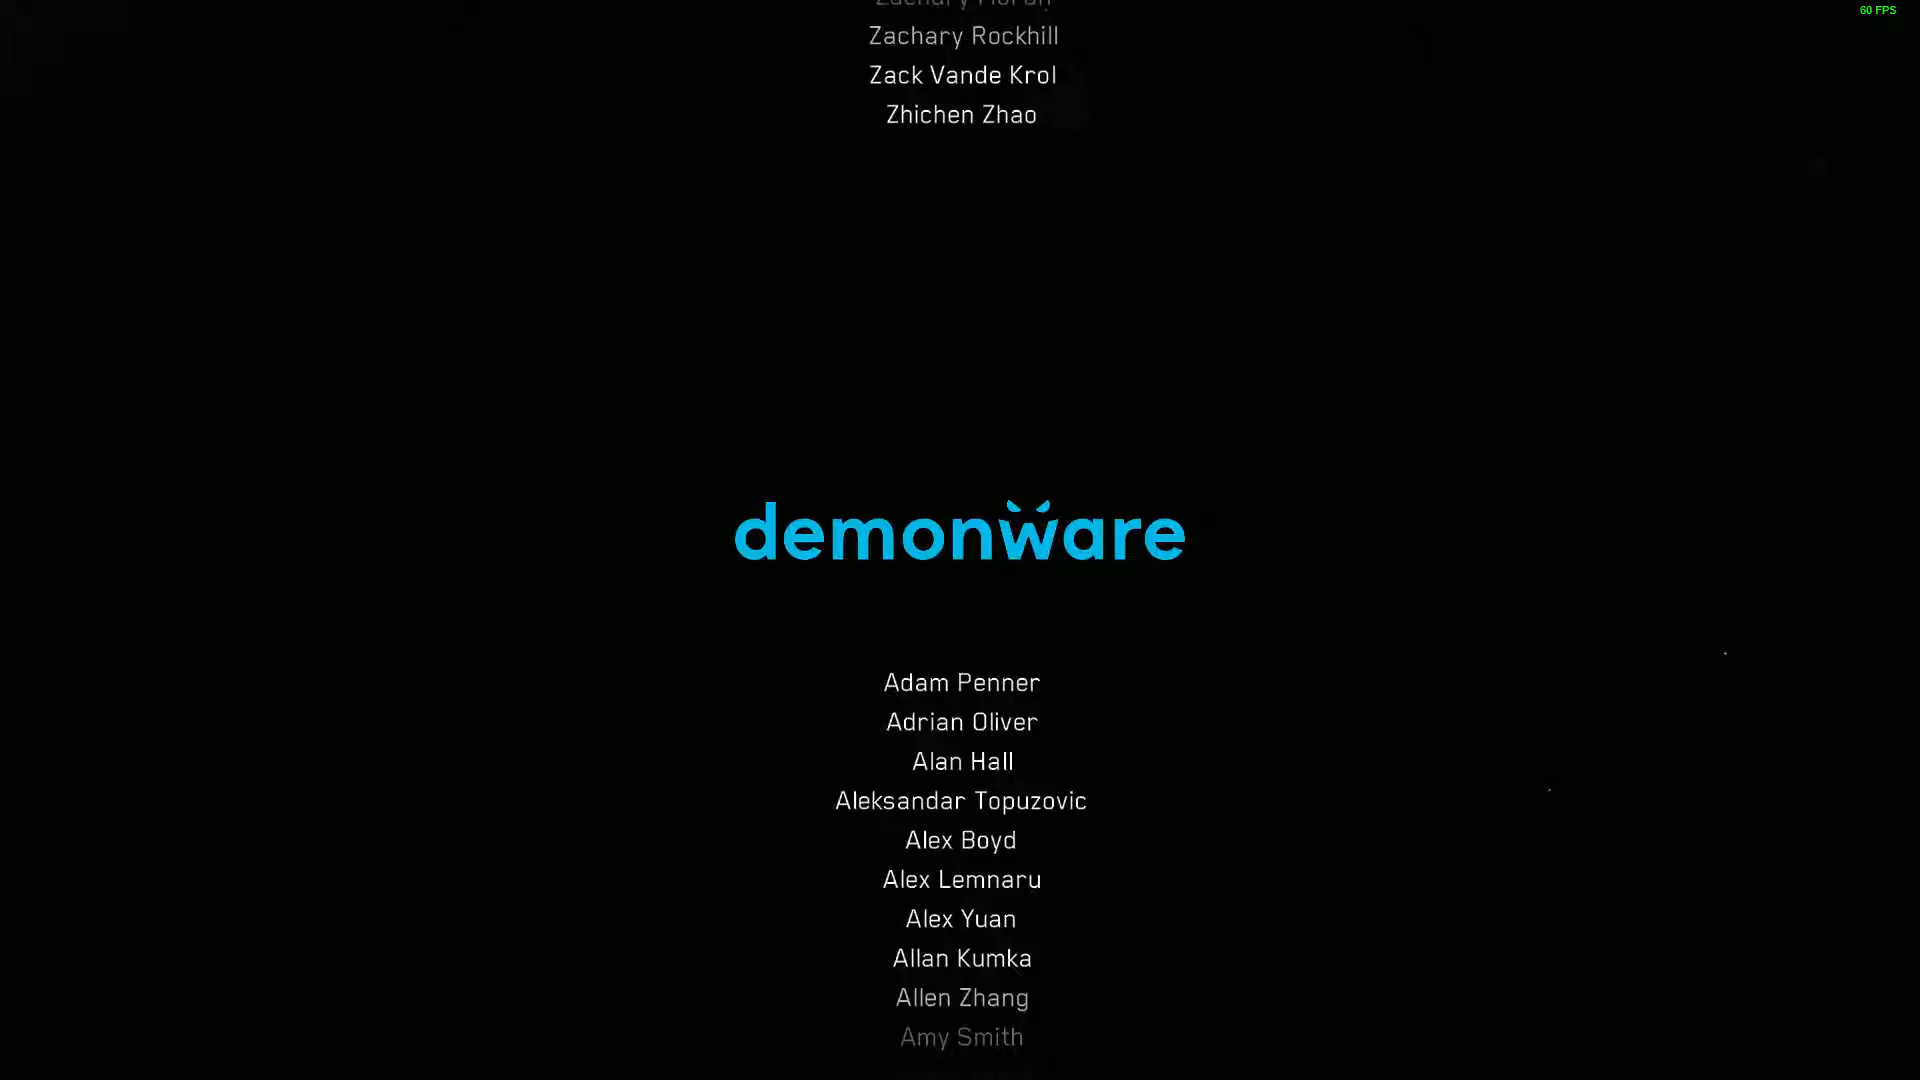 60 FPS
Zachary Rockhill
Zack Vande Krol
Zhichen Zhao
demonware
Adam Penner
Adrian Oliver
Alan Hall
Aleksandar Topuzovic
Alex Boyd
Alex Lemnaru
Alex Yuan
Allan Kumka
Allen Zhang
Amy Smith